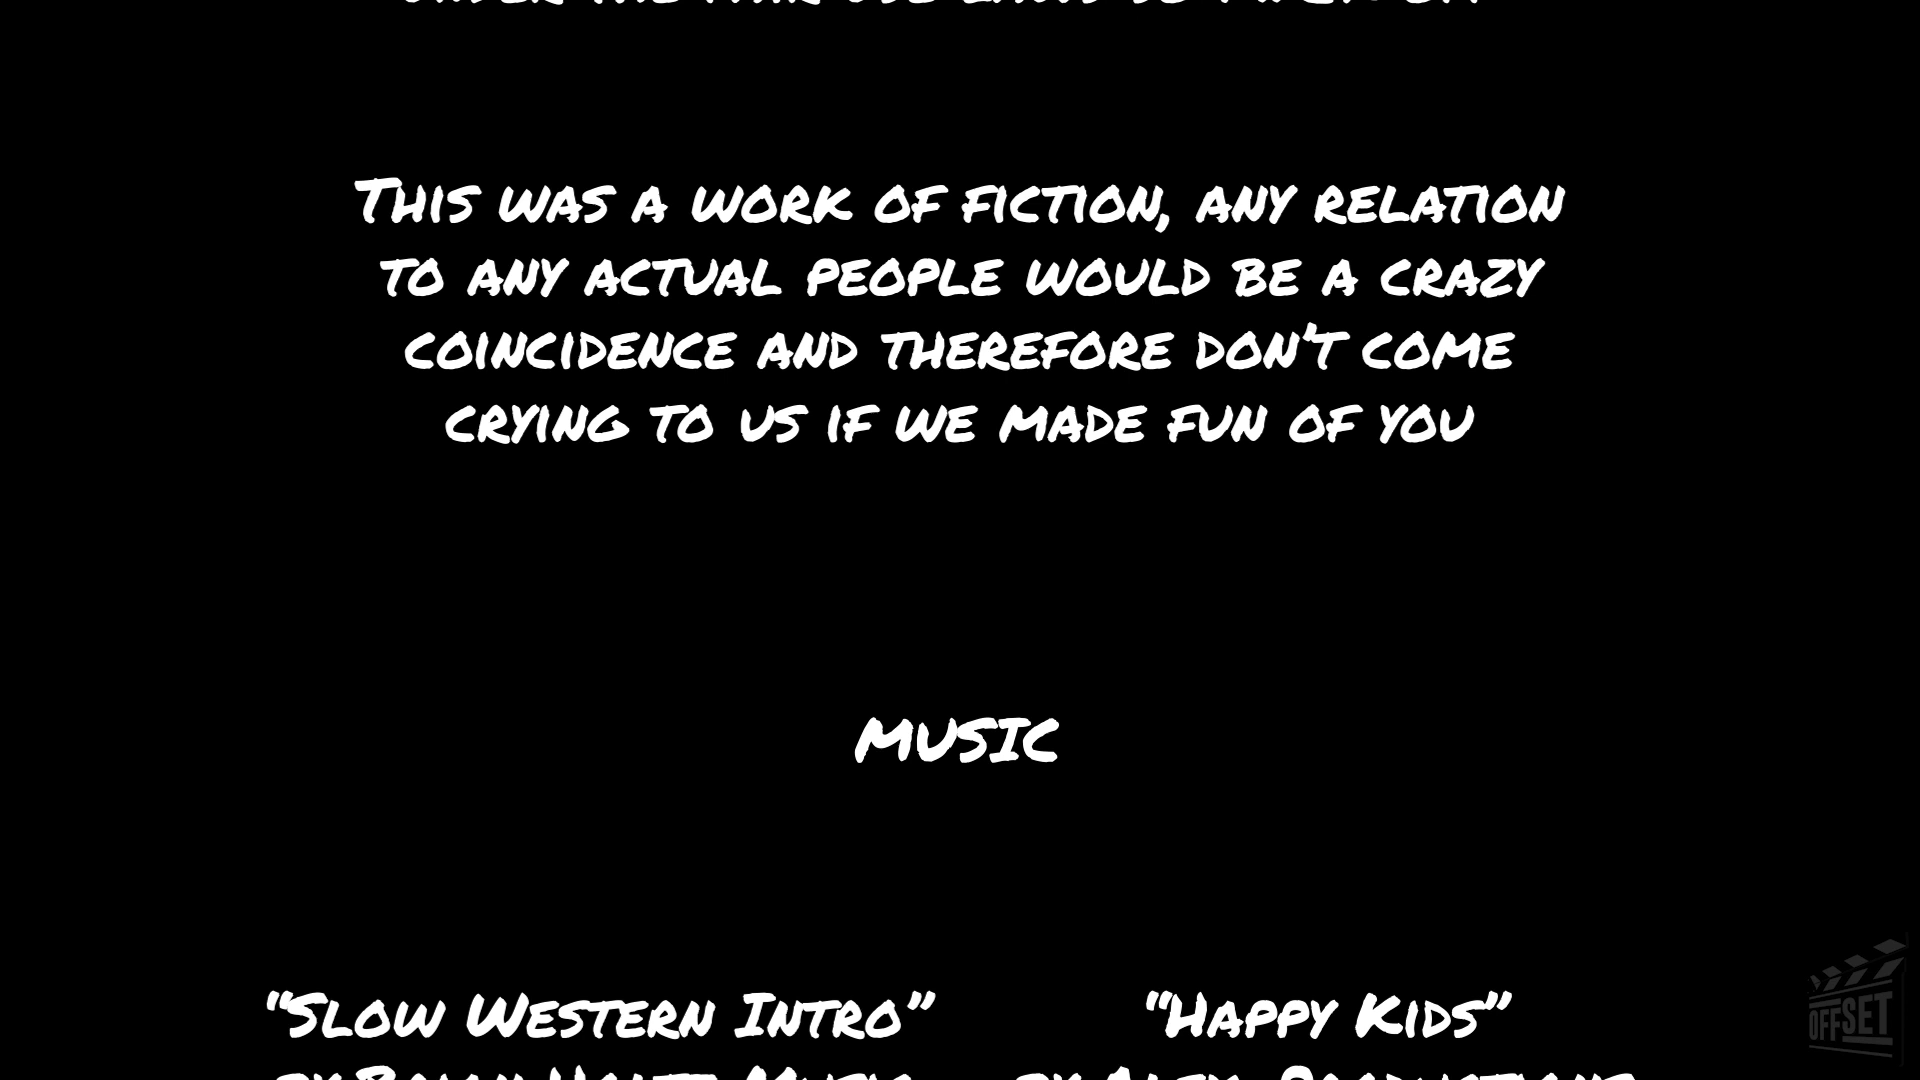 This was a work of fiction, any relation
to any actual people would be a crazy
coincidence and therefore don't come
crying to us if we made fun of you
MUSIC
“Slow Western Intro”
“Happy Kids”
OFFSET